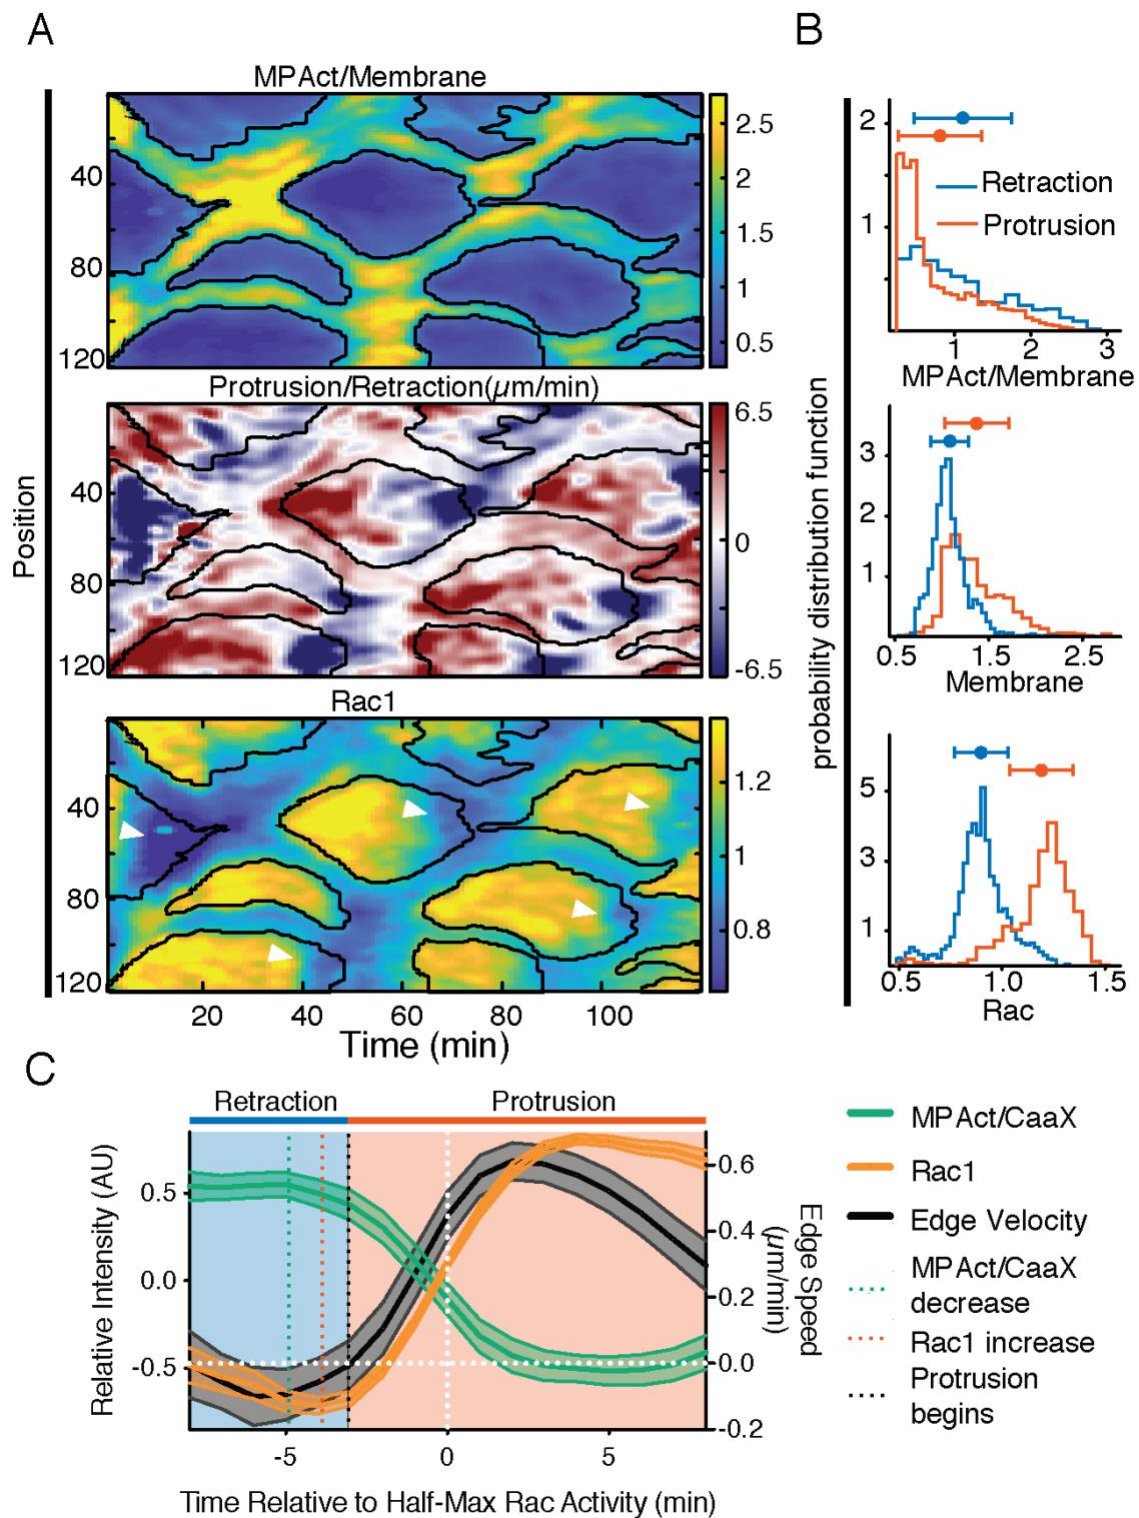 A
B
MPAct/Membrane
40
80
120
2.5
2
1.5
1
0.5
Protrusion/Retraction(µm/min)
40
80
120
6.5
0
-6.5
Rac1
40
80
120
1.2
1
0.8
20 40 60 80 100
Time (min)
Position
2
1
Retraction
Protrusion
1 2 3
MPAct/Membrane
3
2
1
0.5 1.5 2.5
Membrane
5
3
1
0.5 1.0 1.5
Rac
probability distribution function
C
Retraction
Protrusion
0.5
0.0
-0.5
Relative Intensity (AU)
0.6
0.4
0.2
0.0
-0.2
Edge Speed
(µm/min)
-5 0 5
Time Relative to Half-Max Rac Activity (min)
MPAct/CaaX
Rac1
Edge Velocity
MPAct/CaaX
decrease
Rac1 increase
Protrusion
begins